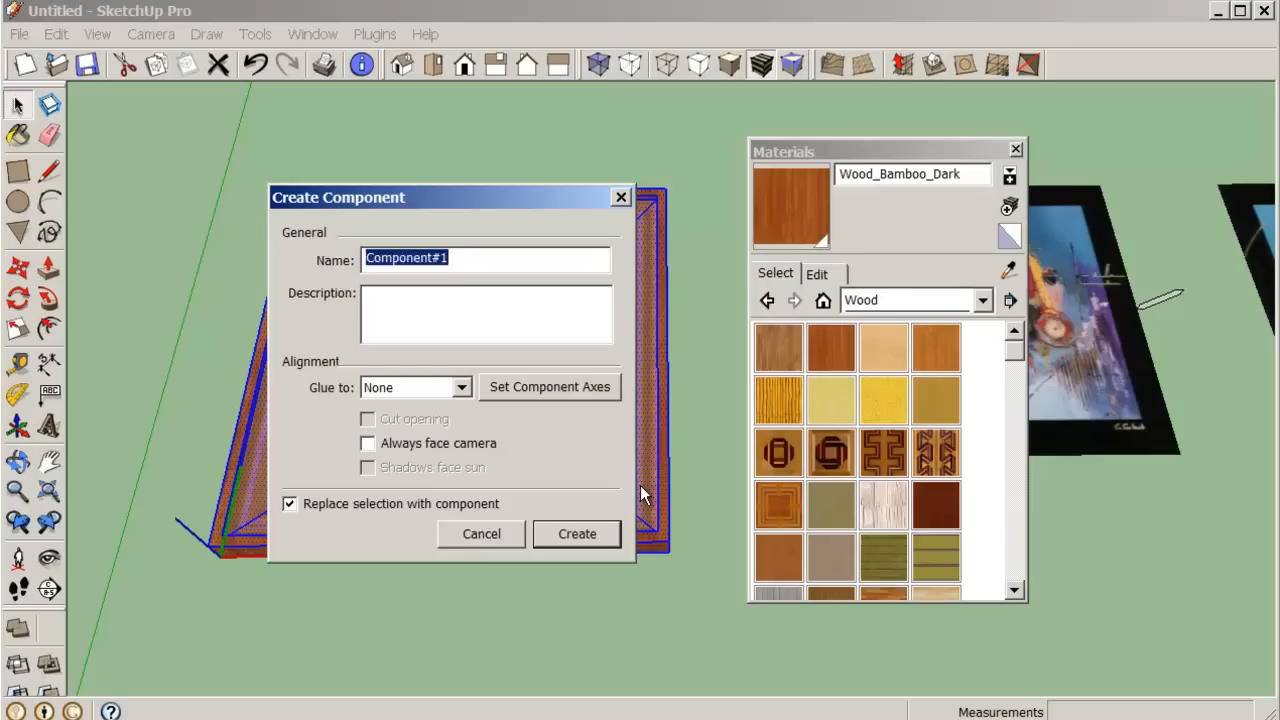 Untitled - SketchUp Pro
File Edit View Camera Draw Tools Window Plugins Help
Create Component
General
Name: Component#1
Description:
Alignment
Glue to: None Set Component Axes
Cut opening
Always face camera
Shadows face sun
Replace selection with component
Cancel Create
Materials
Wood_Bamboo_Dark
Select Edit
Wood
ABC
Measurements